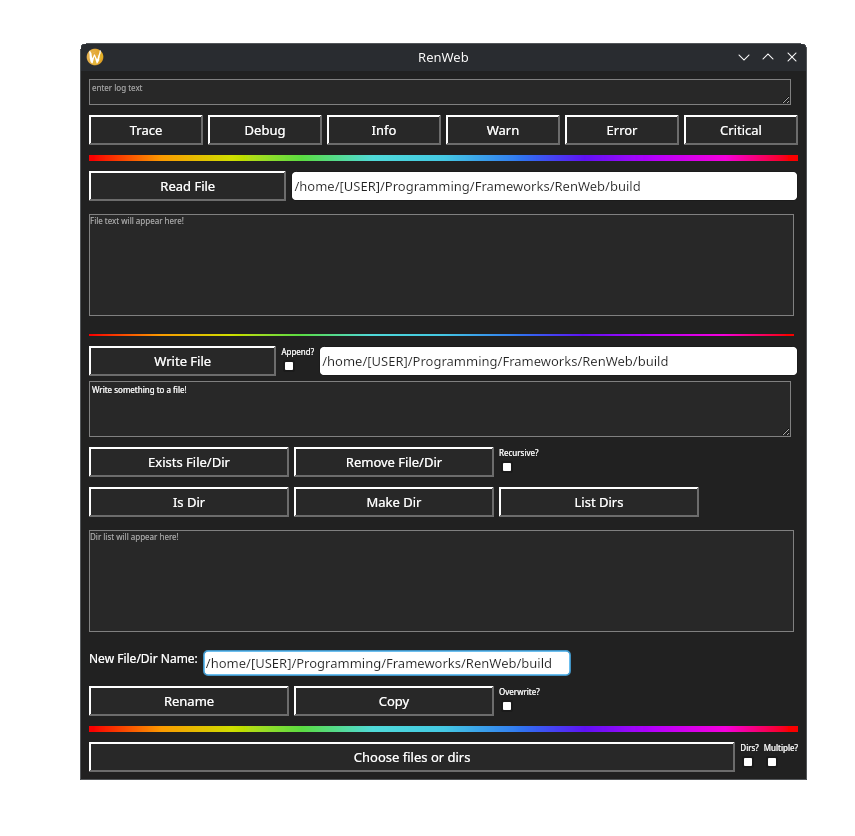 RenWeb
enter log text
Trace Debug Info Warn Error Critical
Read File /home/[USER]/Programming/Frameworks/RenWeb/build
File text will appear here!
Write File Append? /home/[USER]/Programming/Frameworks/RenWeb/build
Write something to a file!
Exists File/Dir Remove File/Dir Recursive?
Is Dir Make Dir List Dirs
Dir list will appear here!
New File/Dir Name: /home/[USER]/Programming/Frameworks/RenWeb/build
Rename Copy Overwrite?
Choose files or dirs Dirs? Multiple?